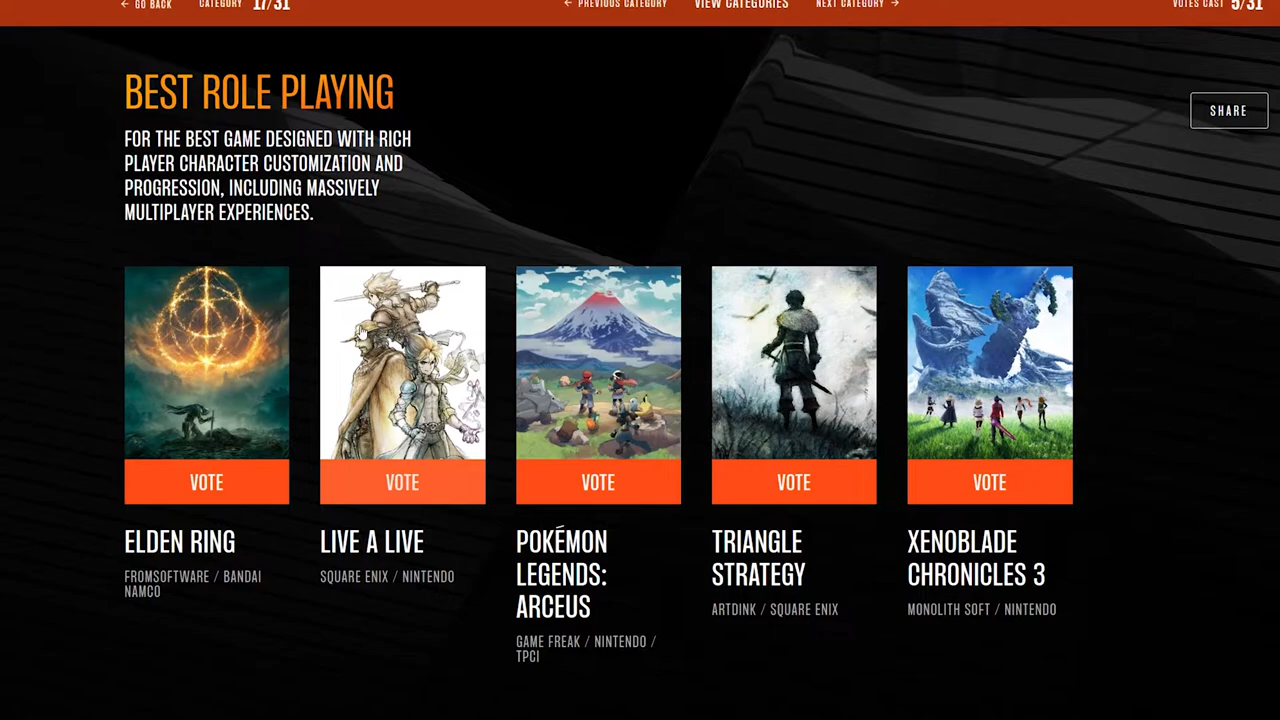 ← GO BACK CATEGORY 17/31 ← PREVIOUS CATEGORY VIEW CATEGORIES NEXT CATEGORY → VOTES CAST 5/31
BEST ROLE PLAYING
SHARE
FOR THE BEST GAME DESIGNED WITH RICH
PLAYER CHARACTER CUSTOMIZATION AND
PROGRESSION, INCLUDING MASSIVELY
MULTIPLAYER EXPERIENCES.
VOTE
ELDEN RING
FROMSOFTWARE / BANDAI
NAMCO
VOTE
LIVE A LIVE
SQUARE ENIX / NINTENDO
VOTE
POKÉMON
LEGENDS:
ARCEUS
GAME FREAK / NINTENDO /
TPCI
VOTE
TRIANGLE
STRATEGY
ARTDINK / SQUARE ENIX
VOTE
XENOBLADE
CHRONICLES 3
MONOLITH SOFT / NINTENDO